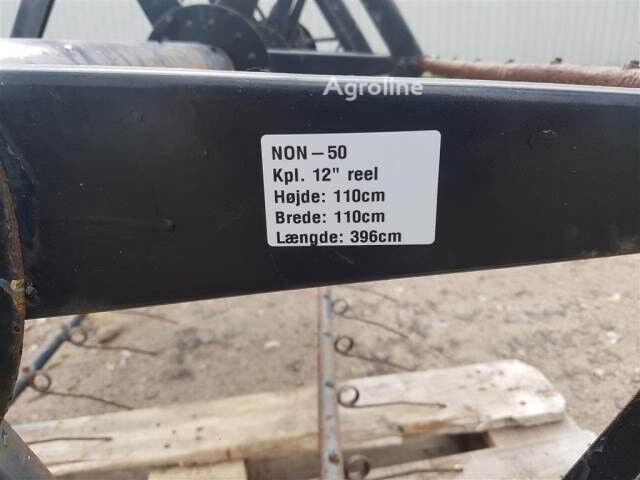 Agroline
NON-50
Kpl. 12" reel
Højde: 110cm
Brede: 110cm
Længde: 396cm